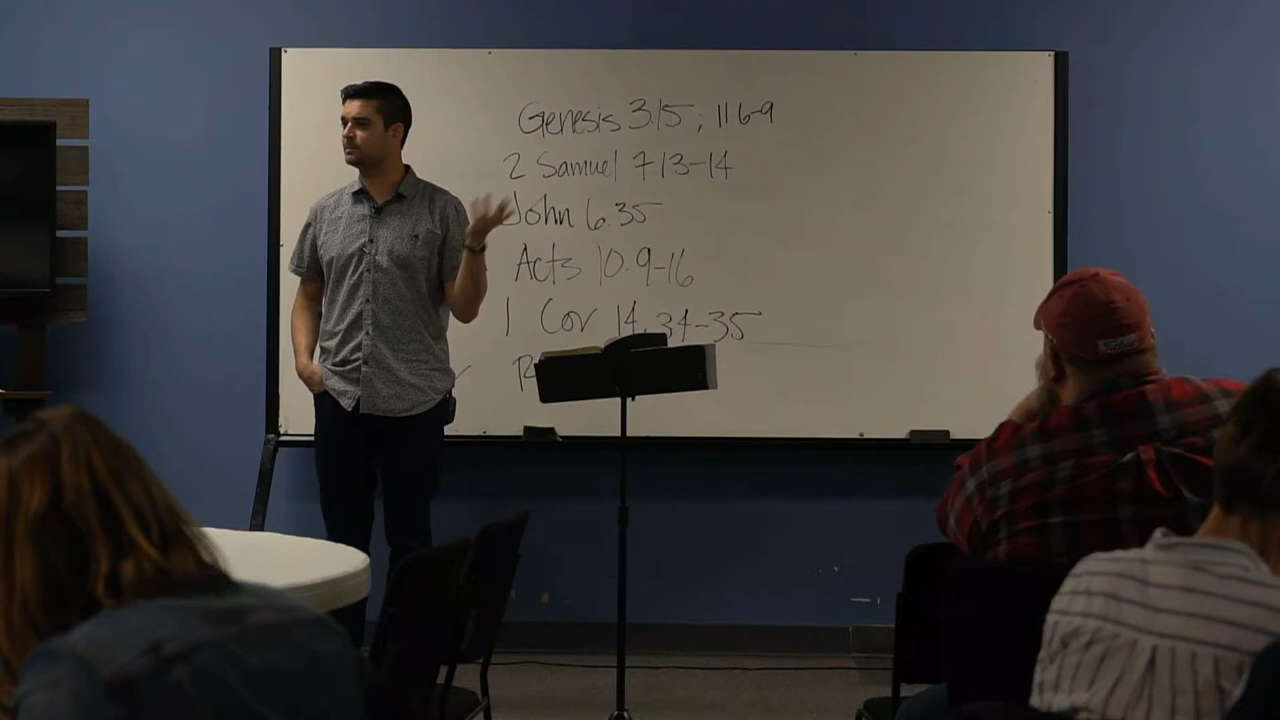 Genesis 3:15; 11:6-9
2 Samuel 7:13-14
John 6:35
Acts 10:9-16
1 Cor 14:34-35